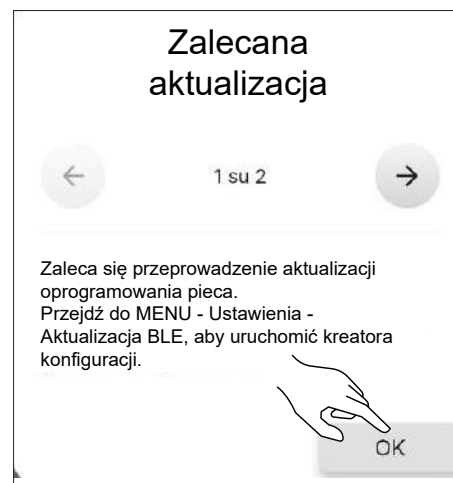 Zalecana
aktualizacja
1 su 2
Zaleca się przeprowadzenie aktualizacji
oprogramowania pieca.
Przejdź do MENU - Ustawienia -
Aktualizacja BLE, aby uruchomić kreatora
konfiguracji.
OK